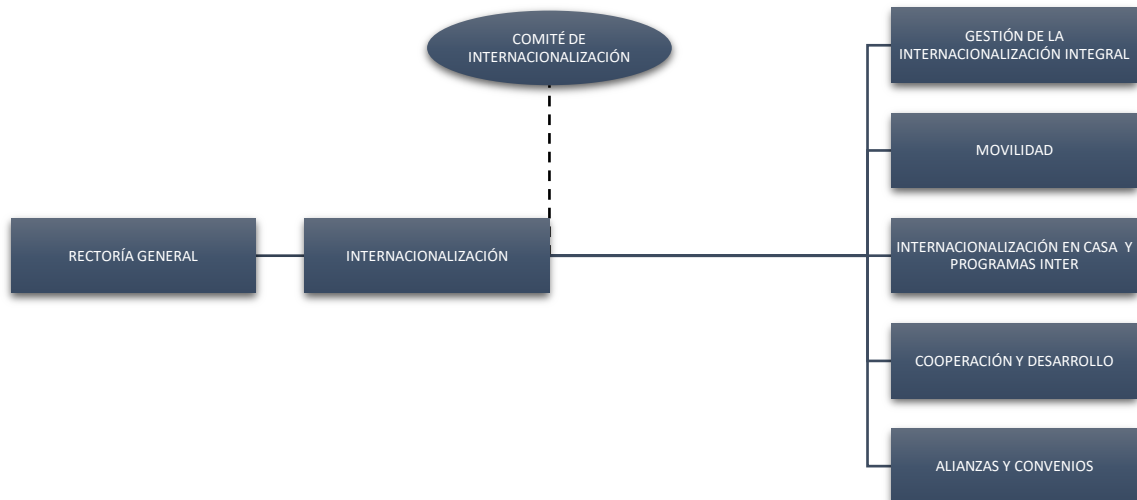 COMITÉ DE
INTERNACIONALIZACIÓN
GESTIÓN DE LA
INTERNACIONALIZACIÓN INTEGRAL
MOVILIDAD
RECTORÍA GENERAL
INTERNACIONALIZACIÓN
INTERNACIONALIZACIÓN EN CASA Y
PROGRAMAS INTER
COOPERACIÓN Y DESARROLLO
ALIANZAS Y CONVENIOS